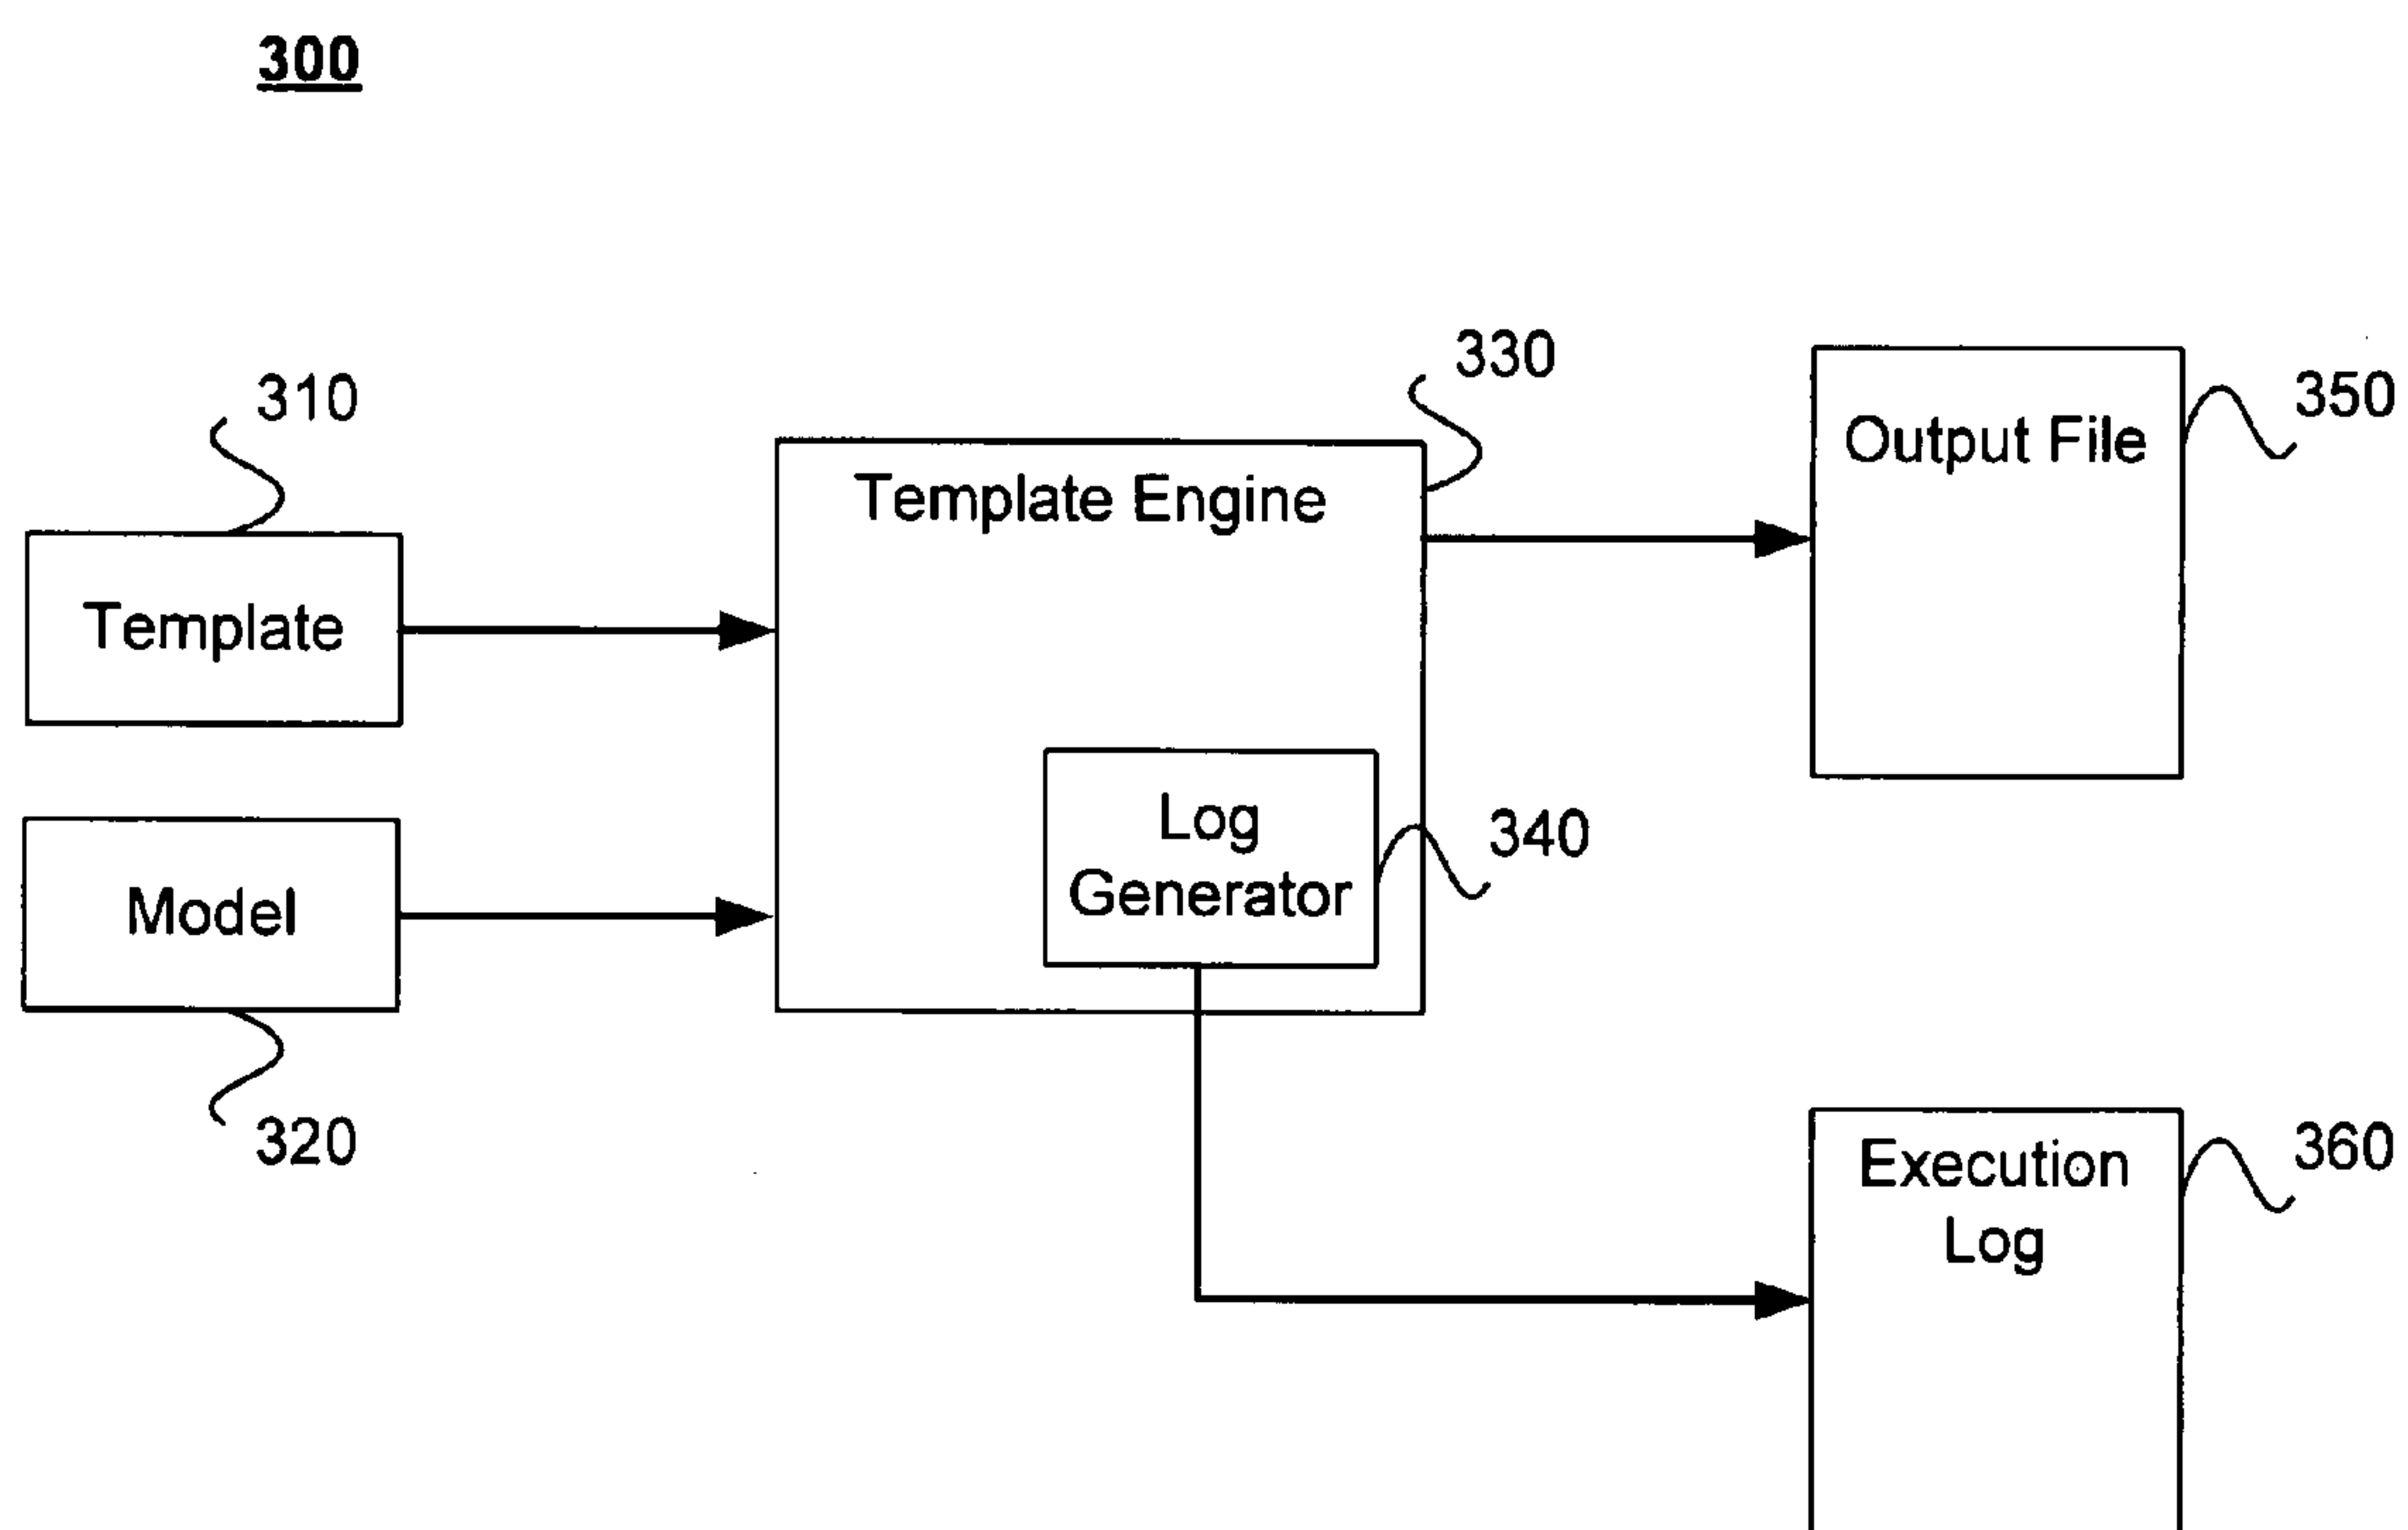 300
310
330
350
Template Engine
Output File
Template
Log
Generator
340
Model
320
Execution
Log
360